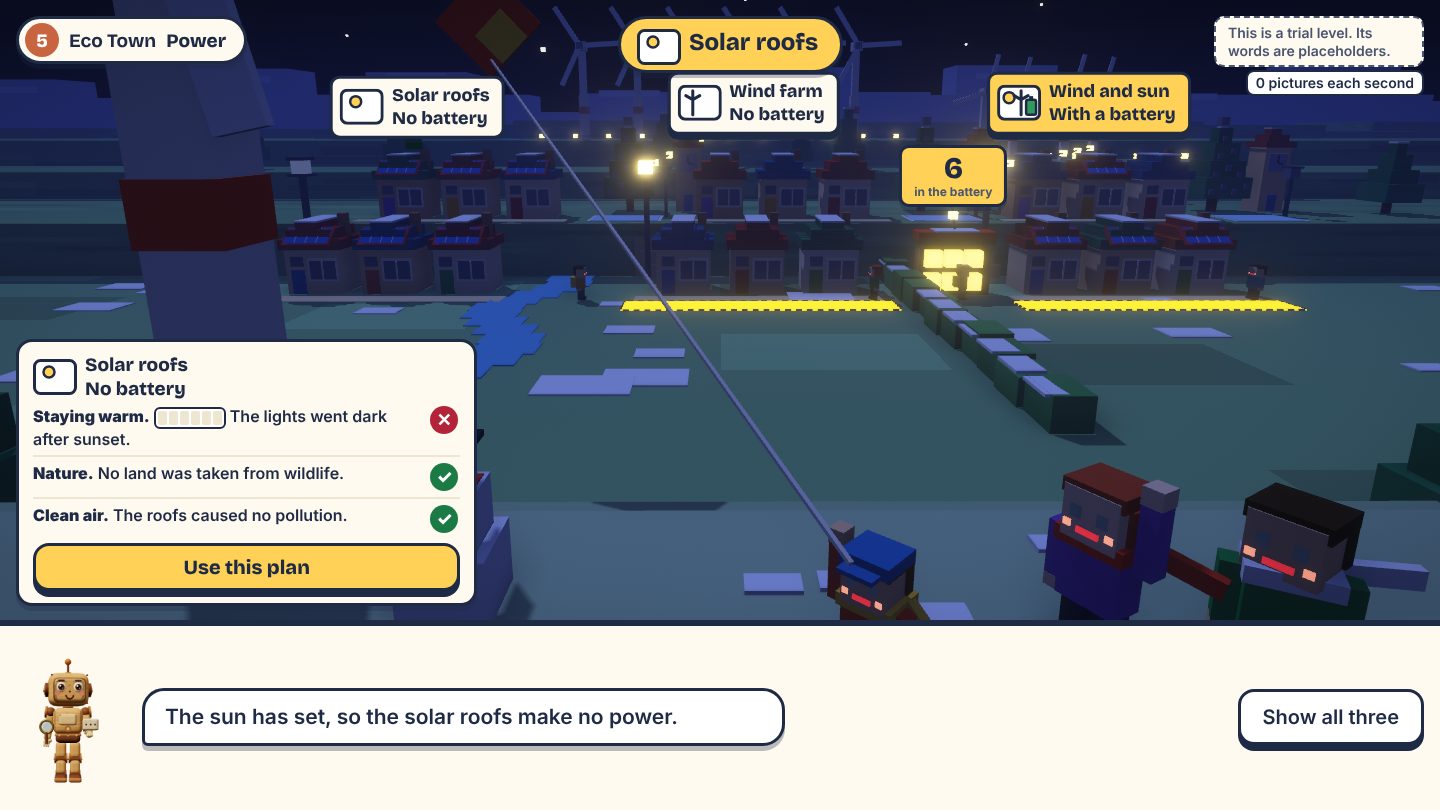 5 Eco Town Power
Solar roofs
This is a trial level. Its
words are placeholders.
0 pictures each second
Solar roofs
No battery
Wind farm
No battery
Wind and sun
With a battery
6
in the battery
Solar roofs
No battery
Staying warm. The lights went dark
after sunset.
Nature. No land was taken from wildlife.
Clean air. The roofs caused no pollution.
Use this plan
The sun has set, so the solar roofs make no power.
Show all three